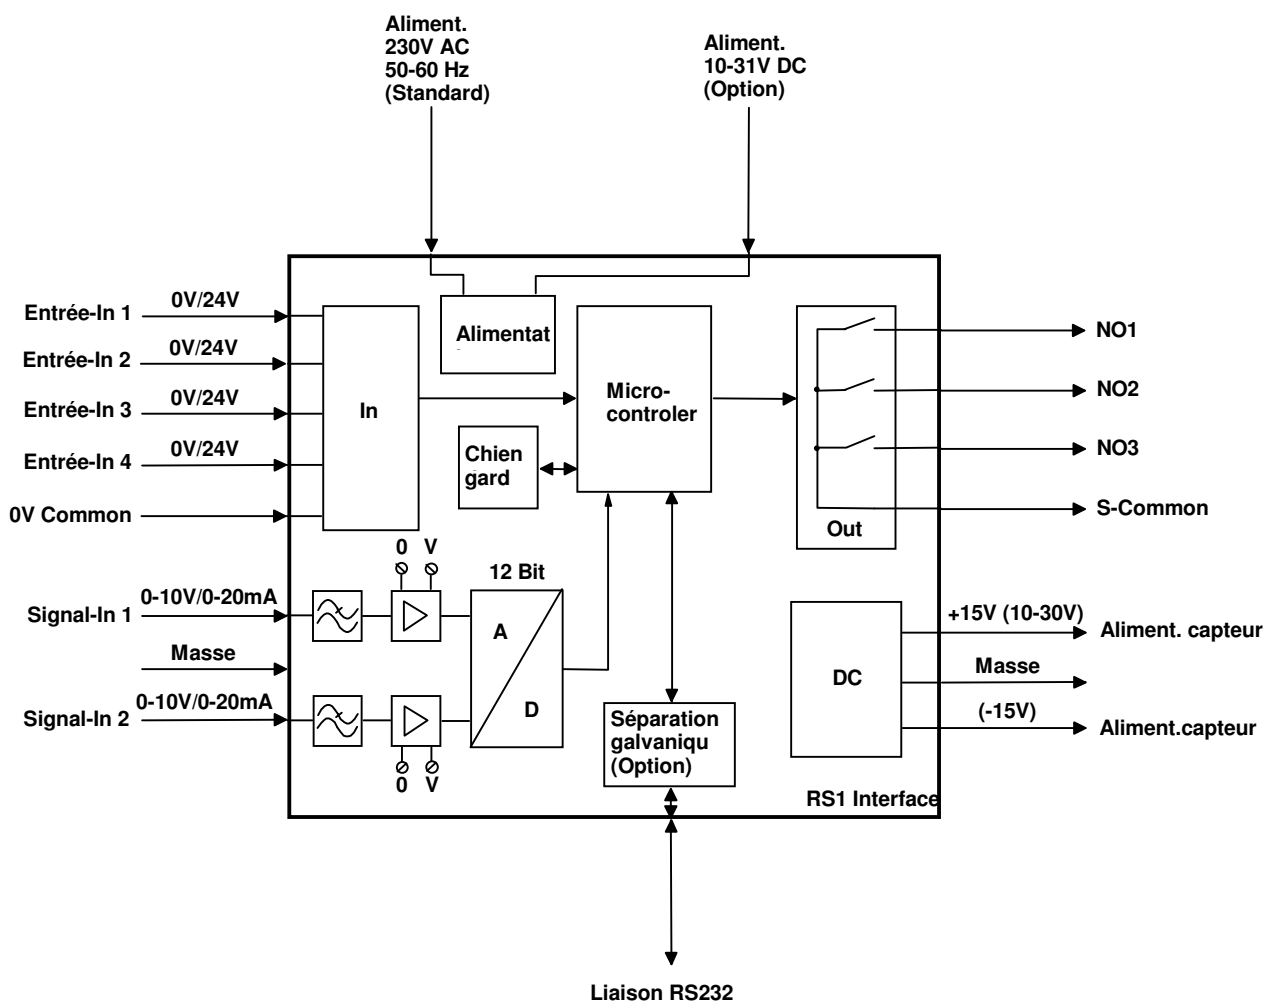 Aliment.
230V AC
50-60 Hz
(Standard)
Aliment.
10-31V DC
(Option)
Entrée-In 1
0V/24V
Entrée-In 2
0V/24V
Entrée-In 3
0V/24V
Entrée-In 4
0V/24V
0V Common
In
Alimentat
Micro-
controler
Chien
gard
Out
NO1
NO2
NO3
S-Common
0 V
12 Bit
Signal-In 1
0-10V/0-20mA
Masse
Signal-In 2
0-10V/0-20mA
A
D
0 V
Séparation
galvaniqu
(Option)
DC
+15V (10-30V)
Aliment. capteur
Masse
(-15V)
Aliment.capteur
RS1 Interface
Liaison RS232